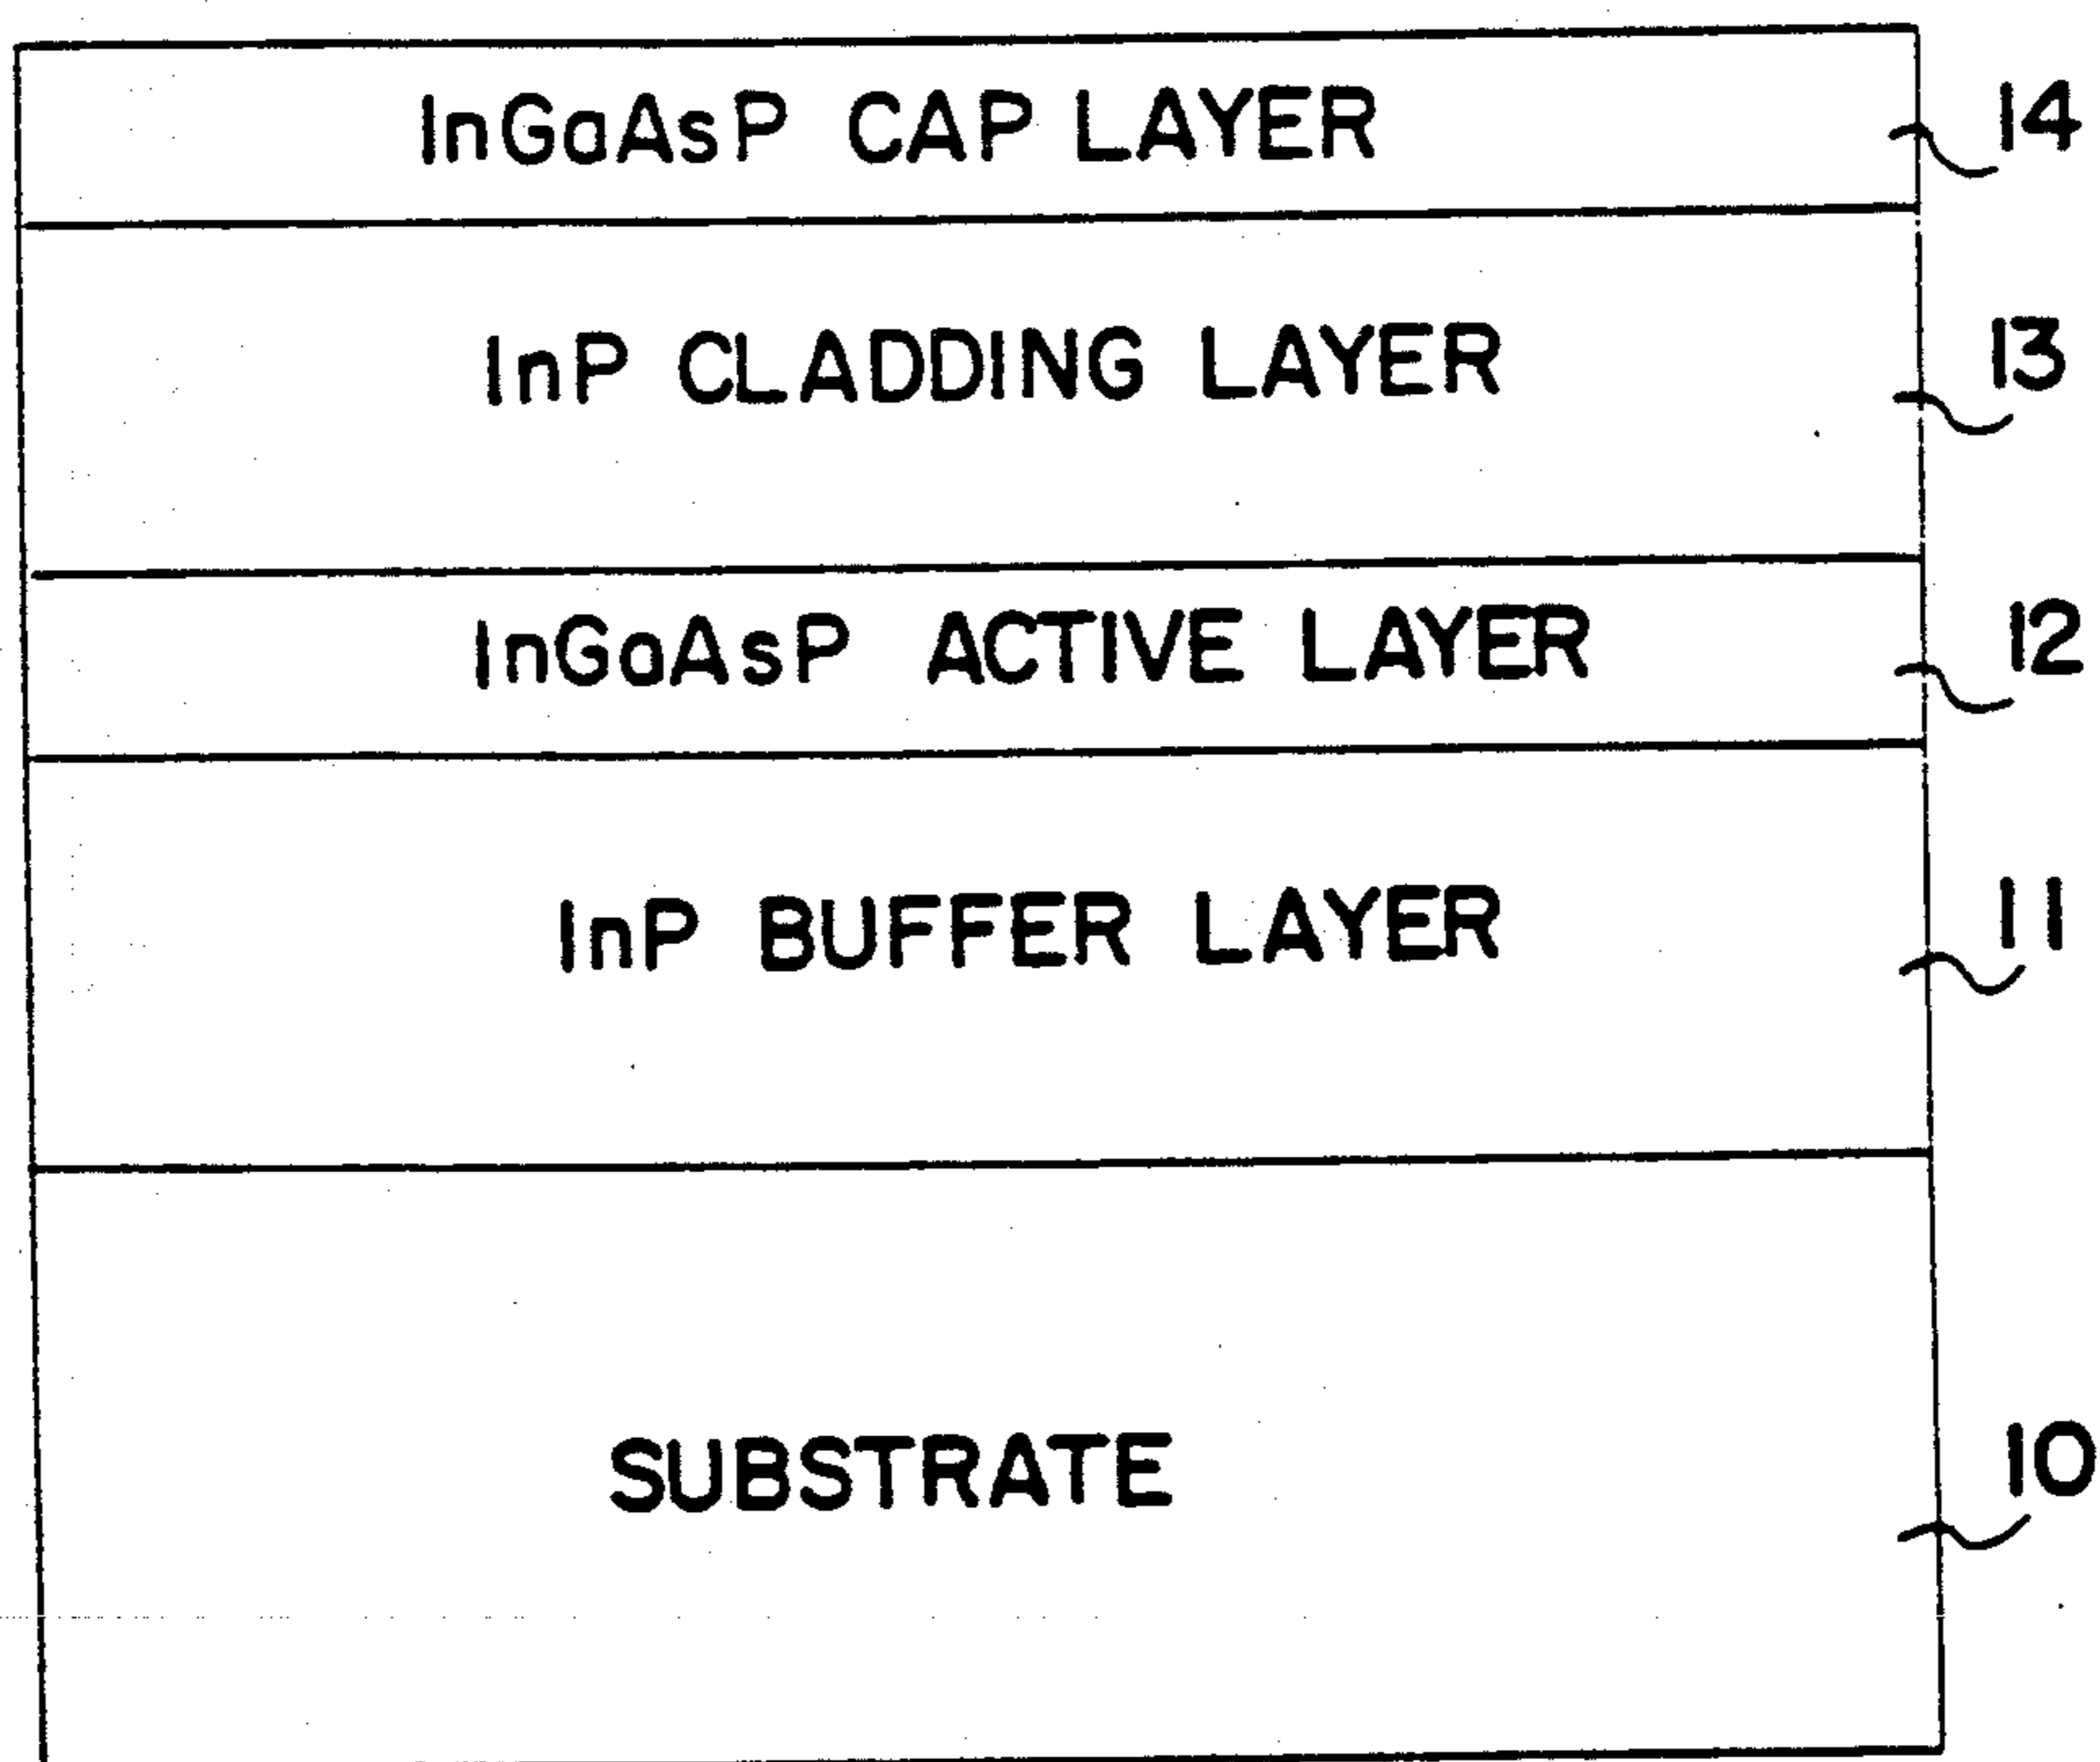 InGaAsP CAP LAYER 14
InP CLADDING LAYER 13
InGaAsP ACTIVE LAYER 12
InP BUFFER LAYER 11
SUBSTRATE 10